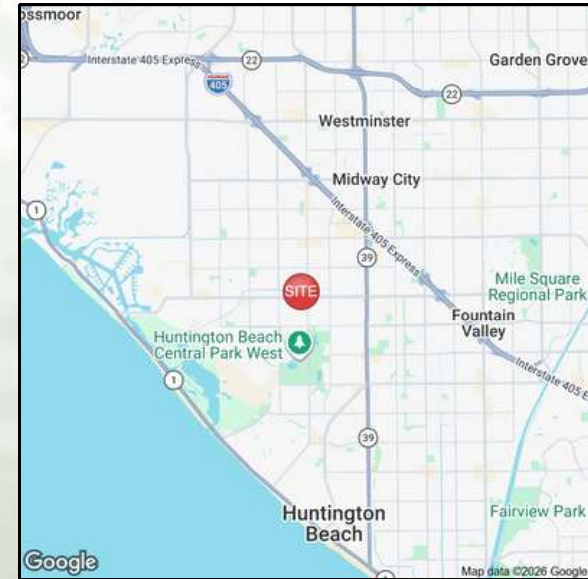 ossmoor
Interstate 405 Express
22
Garden Grove
405
22
Westminster
Midway City
1
Interstate 405 Express
39
SITE
Mile Square
Regional Park
Fountain
Valley
Huntington Beach
Central Park West
1
Interstate 405 E
39
Huntington
Beach
Fairview Park
Google
Map data ©2026 Google